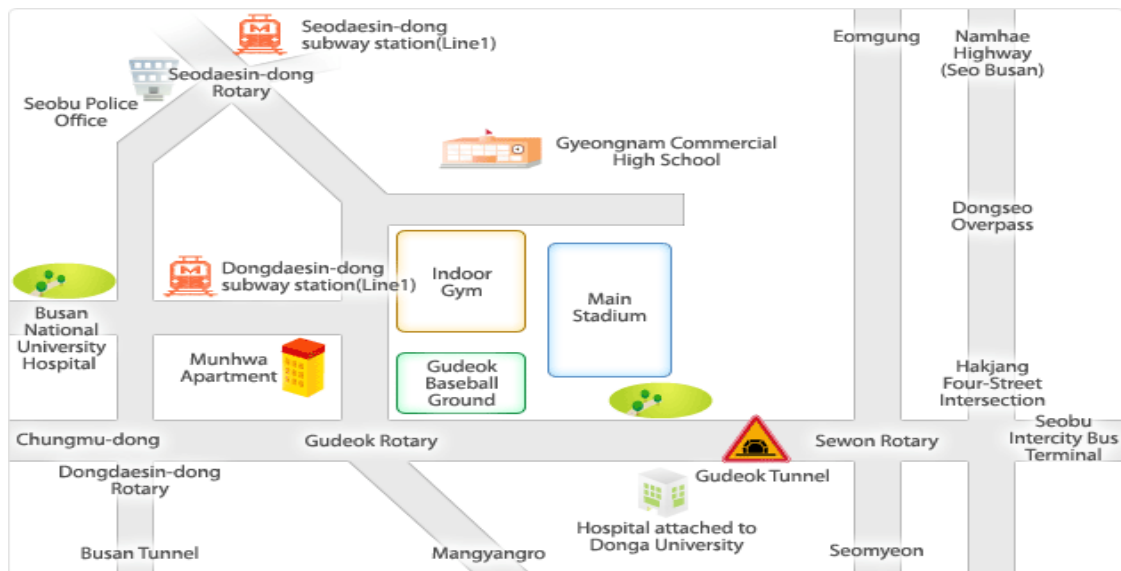 Seodaesin-dong
subway station(Line1)
Eomgung
Namhae
Highway
(Seo Busan)
M
Seodaesin-dong
Rotary
Seobu Police
Office
Gyeongnam Commercial
High School
Dongseo
Overpass
M
Dongdaesin-dong
subway station(Line1)
Indoor
Gym
Main
Stadium
Busan
National
University
Hospital
Munhwa
Apartment
Gudeok
Baseball
Ground
Hakjang
Four-Street
Intersection
Chungmu-dong
Gudeok Rotary
Sewon Rotary
Seobu
Intercity Bus
Terminal
Dongdaesin-dong
Rotary
Gudeok Tunnel
Hospital attached to
Donga University
Busan Tunnel
Mangyangro
Seomyeon